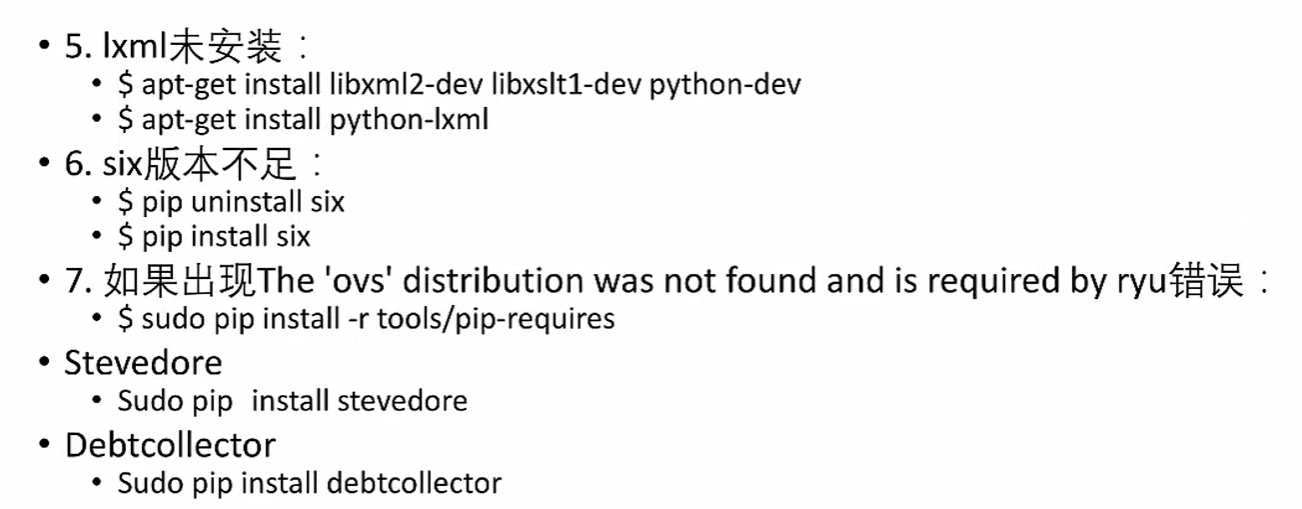 • 5. lxml未安装：
• $ apt-get install libxml2-dev libxslt1-dev python-dev
• $ apt-get install python-lxml
• 6. six版本不足：
• $ pip uninstall six
• $ pip install six
• 7. 如果出现The 'ovs' distribution was not found and is required by ryu错误：
• $ sudo pip install -r tools/pip-requires
• Stevedore
• Sudo pip  install stevedore
• Debtcollector
• Sudo pip install debtcollector